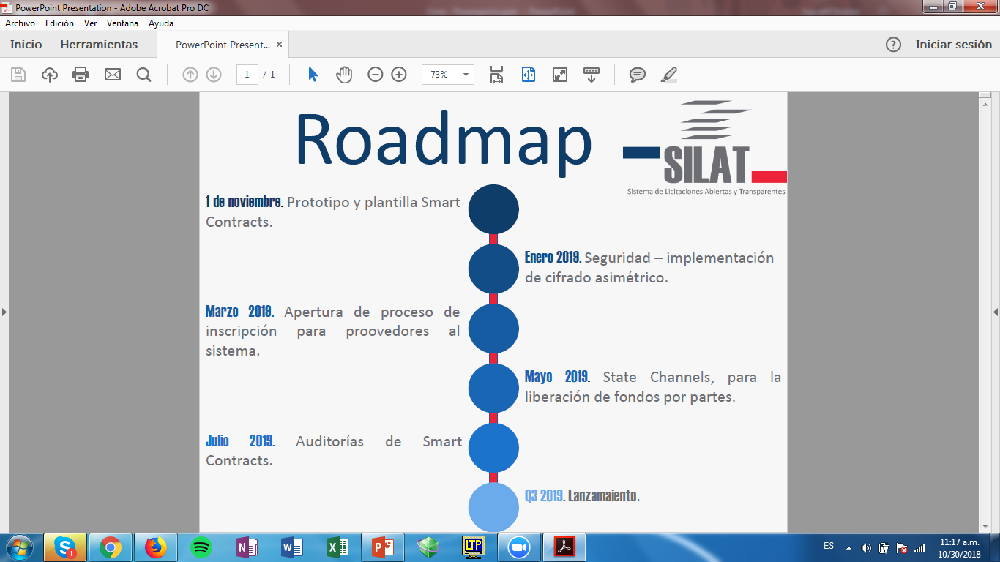 PowerPoint Presentation - Adobe Acrobat Pro DC
Archivo Edición Ver Ventana Ayuda
Inicio Herramientas PowerPoint Present... × Iniciar sesión
1 / 1 73%
Roadmap
SILAT
Sistema de Licitaciones Abiertas y Transparentes
1 de noviembre. Prototipo y plantilla Smart
Contracts.
Enero 2019. Seguridad – implementación
de cifrado asimétrico.
Marzo 2019. Apertura de proceso de
inscripción para proovedores al
sistema.
Mayo 2019. State Channels, para la
liberación de fondos por partes.
Julio 2019. Auditorías de Smart
Contracts.
Q3 2019. Lanzamaiento.
ES
11:17 a.m.
10/30/2018
LTP